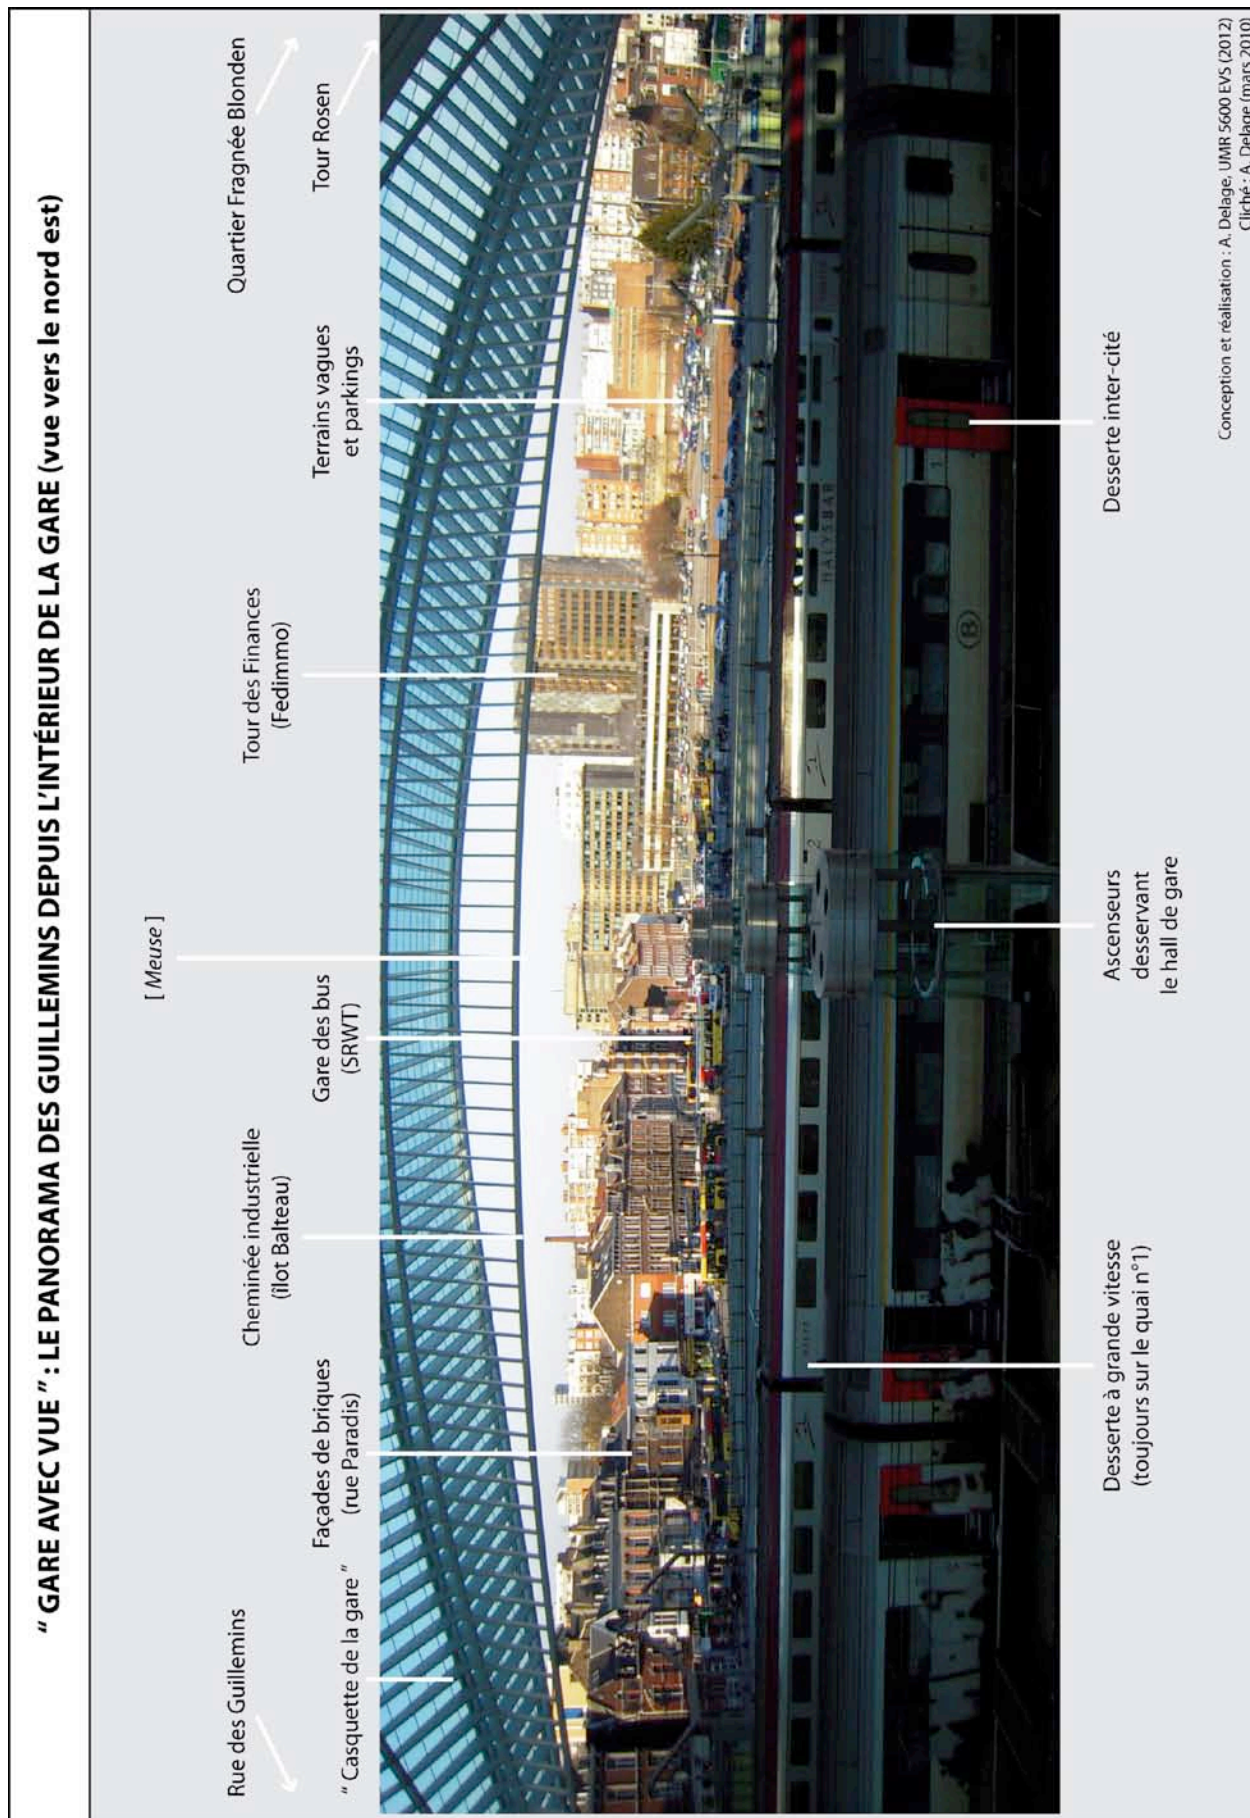 “ GARE AVEC VUE ” : LE PANORAMA DES GUILLEMINS DEPUIS L’INTÉRIEUR DE LA GARE (vue vers le nord est)
[ Meuse ]
Rue des Guillemins
Cheminée industrielle
(îlot Balteau)
Tour des Finances
(Fedimmo)
Quartier Fragnée Blonden
“ Casquette de la gare ”
Façades de briques
(rue Paradis)
Gare des bus
(SRWT)
Terrains vagues
et parkings
Tour Rosen
HALYSBAR
2
1
B
Desserte à grande vitesse
(toujours sur le quai n°1)
Ascenseurs
desservant
le hall de gare
Desserte inter-cité
Conception et réalisation : A. Delage, UMR 5600 EVS (2012)
Cliché : A. Delage (mars 2010)